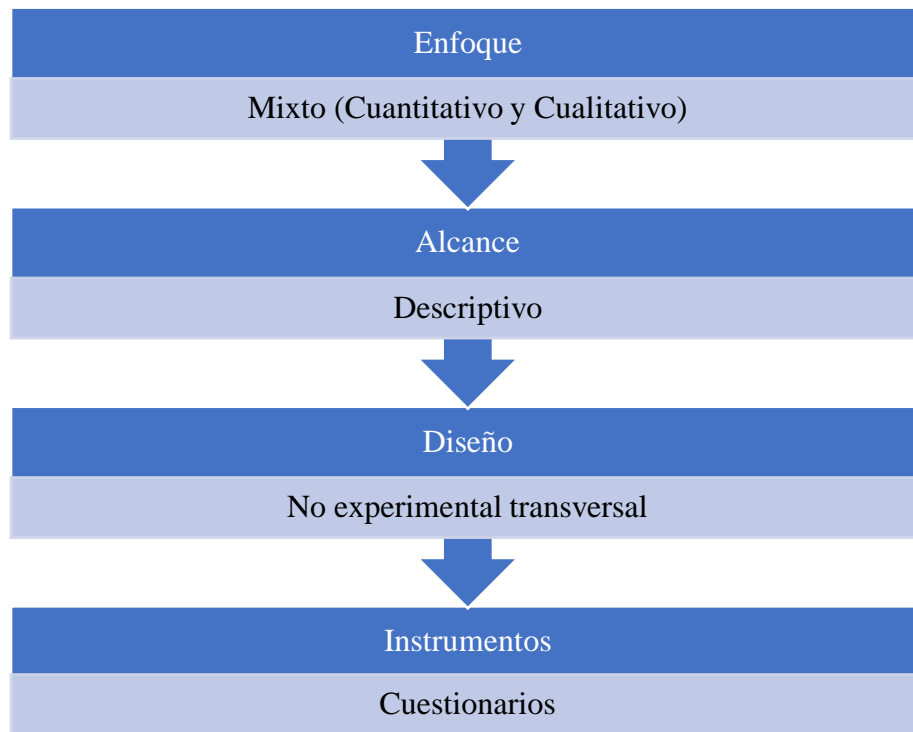 Enfoque
Mixto (Cuantitativo y Cualitativo)
Alcance
Descriptivo
Diseño
No experimental transversal
Instrumentos
Cuestionarios